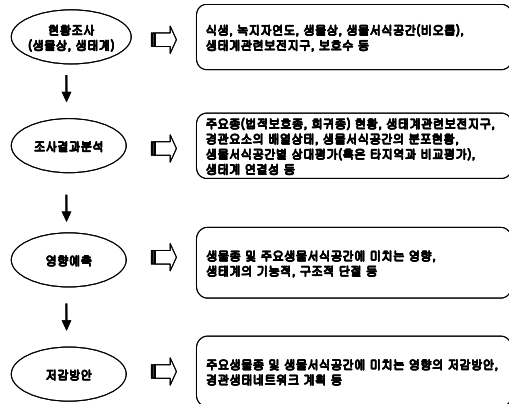 현황조사
(생물상, 생태계)
식생, 녹지자연도, 생물상, 생물서식공간(비오톱),
생태계관련보전지구, 보호수 등
조사결과분석
주요종(법적보호종, 희귀종) 현황, 생태계관련보전지구,
경관요소의 배열상태, 생물서식공간의 분포현황,
생물서식공간별 상대평가(혹은 타지역과 비교평가),
생태계 연결성 등
영향예측
생물종 및 주요생물서식공간에 미치는 영향,
생태계의 기능적, 구조적 단절 등
저감방안
주요생물종 및 생물서식공간에 미치는 영향의 저감방안,
경관생태네트워크 계획 등